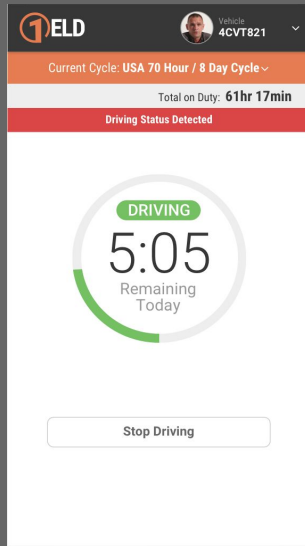 1ELD
Vehicle
4CVT821
Current Cycle: USA 70 Hour / 8 Day Cycle
Total on Duty: 61hr 17min
Driving Status Detected
DRIVING
5:05
Remaining
Today
Stop Driving